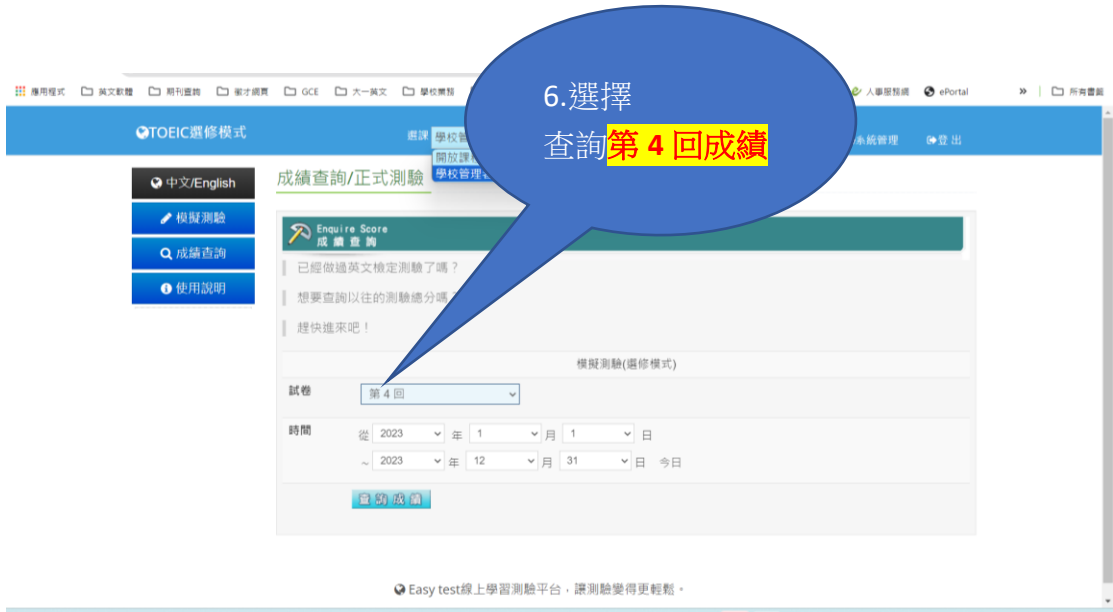 6.選擇
查詢第 4 回成績
應用程式 英文軟體 期刊查詢 徵才網頁 GCE 大一英文 學校業務 人事服務網 ePortal » 所有書籤
TOEIC選修模式 選課 學校管 系統管理 登出
開放課
學校管理
中文/English
模擬測驗
成績查詢
使用說明
成績查詢/正式測驗
Enquire Score
成績查詢
已經做過英文檢定測驗了嗎？
想要查詢以往的測驗總分嗎
趕快進來吧！
模擬測驗(選修模式)
試卷 第 4 回
時間 從 2023 年 1 月 1 日
~ 2023 年 12 月 31 日 今日
查詢成績
Easy test線上學習測驗平台，讓測驗變得更輕鬆。